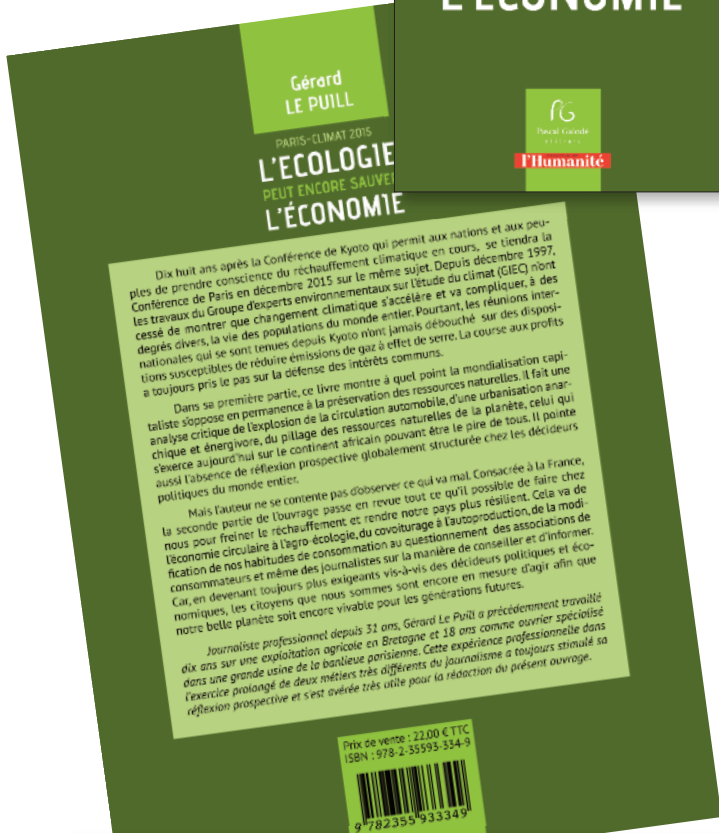 L'ÉCONOMIE
PG
Pascal Galodé
éditeurs
l'Humanité
Gérard
LE PUILL
PARIS-CLIMAT 2015
L'ECOLOGIE
PEUT ENCORE SAUVE
L'ÉCONOMIE
Dix huit ans après la Conférence de Kyoto qui permit aux nations et aux peu-
ples de prendre conscience du réchauffement climatique en cours, se tiendra la
Conférence de Paris en décembre 2015 sur le même sujet. Depuis décembre 1997,
les travaux du Groupe d'experts environnementaux sur l'étude du climat (GIEC) n'ont
cessé de montrer que changement climatique s'accélère et va compliquer, à des
degrés divers, la vie des populations du monde entier. Pourtant, les réunions inter-
nationales qui se sont tenues depuis Kyoto n'ont jamais débouché sur des disposi-
tions susceptibles de réduire émissions de gaz à effet de serre. La course aux profits
a toujours pris le pas sur la défense des intérêts communs.
Dans sa première partie, ce livre montre à quel point la mondialisation capi-
taliste s'oppose en permanence à la préservation des ressources naturelles. Il fait une
analyse critique de l'explosion de la circulation automobile, d'une urbanisation anar-
chique et énergivore, du pillage des ressources naturelles de la planète, celui qui
s'exerce aujourd'hui sur le continent africain pouvant être le pire de tous. Il pointe
aussi l'absence de réflexion prospective globalement structurée chez les décideurs
politiques du monde entier.
Mais l'auteur ne se contente pas d'observer ce qui va mal. Consacrée à la France,
la seconde partie de l'ouvrage passe en revue tout ce qu'il possible de faire chez
nous pour freiner le réchauffement et rendre notre pays plus résilient. Cela va de
l'économie circulaire à l'agro-écologie, du covoiturage à l'autoproduction, de la modi-
fication de nos habitudes de consommation au questionnement des associations de
consommateurs et même des journalistes sur la manière de conseiller et d'informer.
Car, en devenant toujours plus exigeants vis-à-vis des décideurs politiques et éco-
nomiques, les citoyens que nous sommes sont encore en mesure d'agir afin que
notre belle planète soit encore vivable pour les générations futures.
Journaliste professionnel depuis 31 ans, Gérard Le Puill a précédemment travaillé
dix ans sur une exploitation agricole en Bretagne et 18 ans comme ouvrier spécialisé
dans une grande usine de la banlieue parisienne. Cette expérience professionnelle dans
l'exercice prolongé de deux métiers très différents du journalisme a toujours stimulé sa
réflexion prospective et s'est avérée très utile pour la rédaction du présent ouvrage.
Prix de vente : 22,00 € TTC
ISBN : 978-2-35593-334-9
9 782355 933349